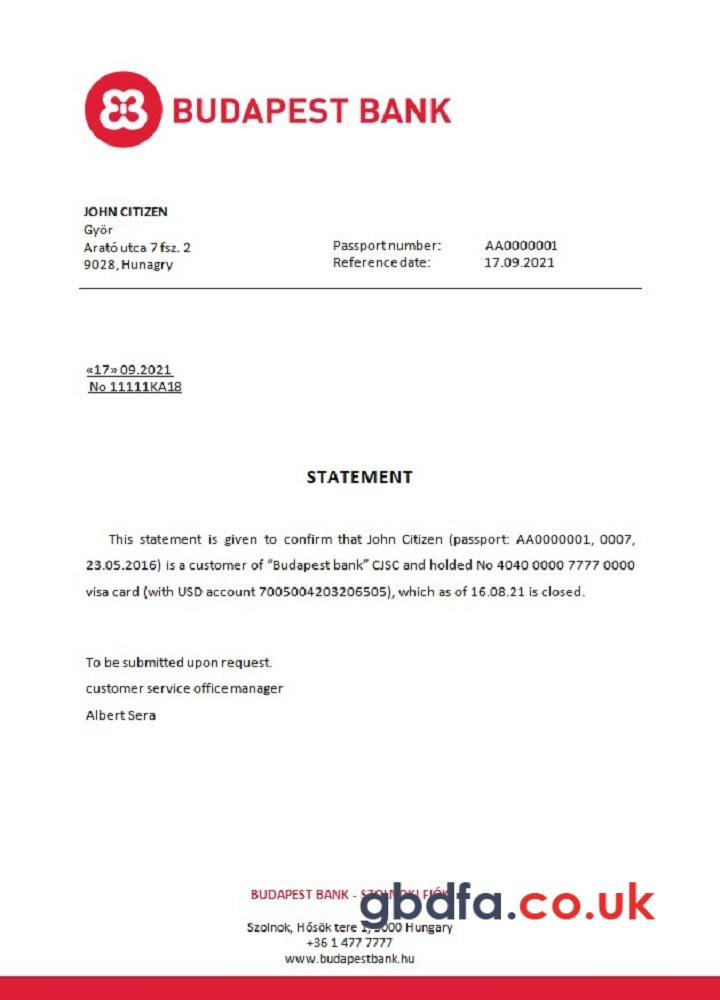 BUDAPEST BANK
JOHN CITIZEN
Györ
Arató utca 7 fsz. 2
9028, Hunagry
Passport number: AA0000001
Reference date: 17.09.2021
«17» 09.2021
No 11111KA18
STATEMENT
This statement is given to confirm that John Citizen (passport: AA0000001, 0007,
23.05.2016) is a customer of “Budapest bank” CJSC and holded No 4040 0000 7777 0000
visa card (with USD account 7005004203206505), which as of 16.08.21 is closed.
To be submitted upon request.
customer service office manager
Albert Sera
BUDAPEST BANK - SZOLNOKI FIÓK
gbdfa.co.uk
Szolnok, Hősök tere 1, 5000 Hungary
+36 1 477 7777
www.budapestbank.hu